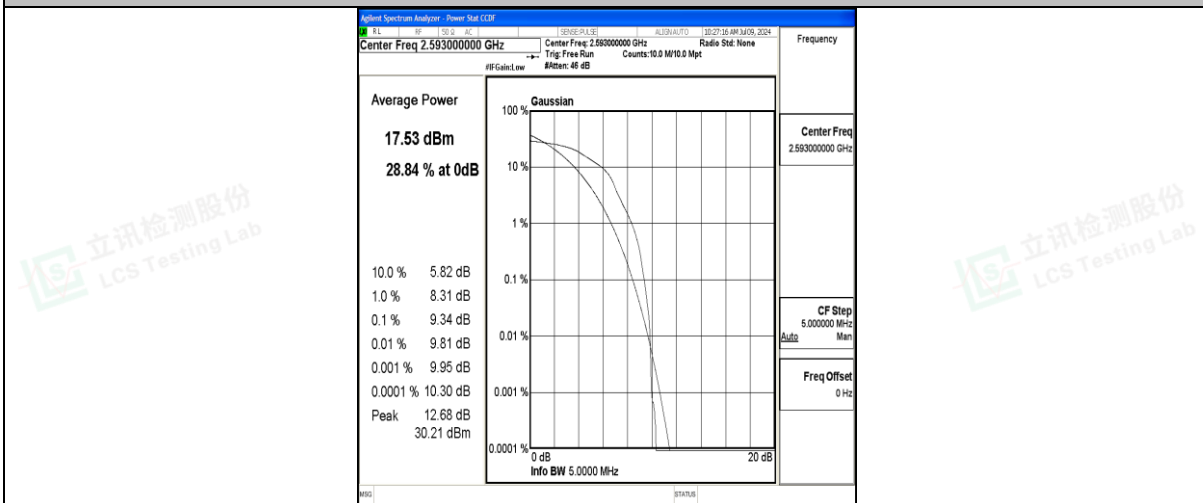 Agilent Spectrum Analyzer - Power Stat CCDF
RL RF 50 Ω AC SENSE:PULSE ALIGN AUTO 10:27:16 AM Jul 09, 2024
Center Freq 2.593000000 GHz
Center Freq: 2.593000000 GHz Radio Std: None
Trig: Free Run Counts:10.0 M/10.0 Mpt
#IFGain:Low #Atten: 46 dB
Frequency
Average Power
17.53 dBm
28.84 % at 0dB
10.0 % 5.82 dB
1.0 % 8.31 dB
0.1 % 9.34 dB
0.01 % 9.81 dB
0.001 % 9.95 dB
0.0001 % 10.30 dB
Peak 12.68 dB
30.21 dBm
Gaussian
100 %
10 %
1 %
0.1 %
0.01 %
0.001 %
0.0001 %
0 dB 20 dB
Info BW 5.0000 MHz
Center Freq
2.593000000 GHz
CF Step
5.000000 MHz
Auto Man
Freq Offset
0 Hz
MSG STATUS
立讯检测股份
LCS Testing Lab
立讯检测股份
LCS Testing Lab